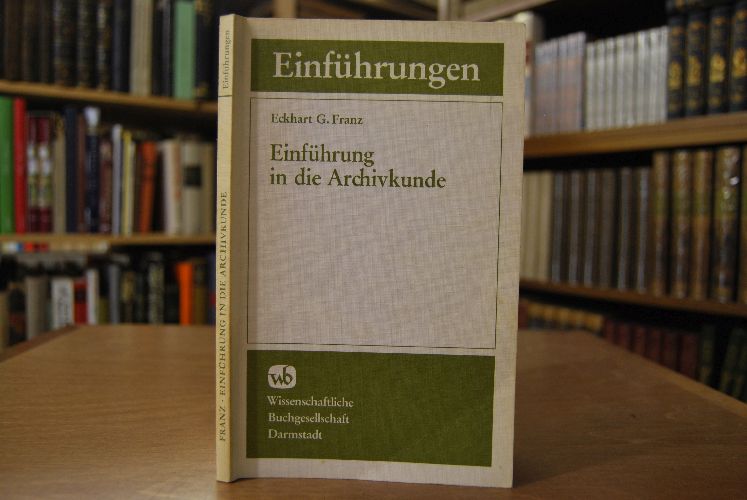 Einführungen
Eckhart G. Franz
Einführung
in die Archivkunde
wb
Wissenschaftliche
Buchgesellschaft
Darmstadt
FRANZ · EINFÜHRUNG IN DIE ARCHIVKUNDE
Einführungen